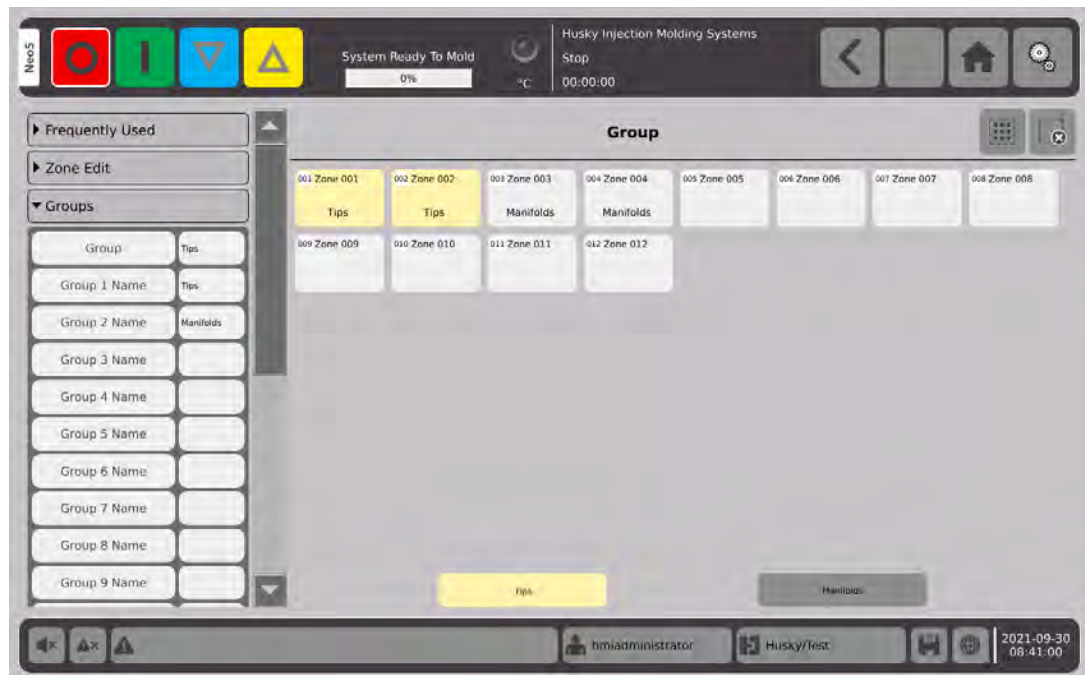 NeoS
System Ready To Mold
0%
°C
Husky Injection Molding Systems
Stop
00:00:00
Frequently Used
Zone Edit
Groups
Group Tips
Group 1 Name Tips
Group 2 Name Manifolds
Group 3 Name
Group 4 Name
Group 5 Name
Group 6 Name
Group 7 Name
Group 8 Name
Group 9 Name
Group
001 Zone 001
Tips
002 Zone 002
Tips
003 Zone 003
Manifolds
004 Zone 004
Manifolds
005 Zone 005
006 Zone 006
007 Zone 007
008 Zone 008
009 Zone 009
010 Zone 010
011 Zone 011
012 Zone 012
Tips
Manifolds
hmiadministrator
Husky/Test
2021-09-30
08:41:00